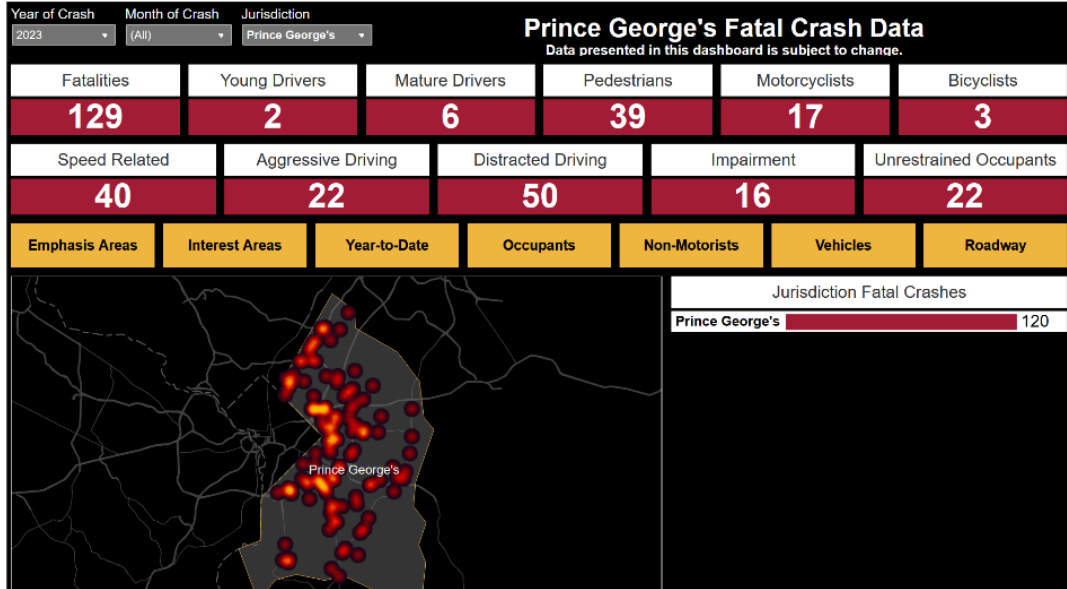 Year of Crash Month of Crash Jurisdiction
2023 (All) Prince George's
Prince George's Fatal Crash Data
Data presented in this dashboard is subject to change.
Fatalities Young Drivers Mature Drivers Pedestrians Motorcyclists Bicyclists
129 2 6 39 17 3
Speed Related Aggressive Driving Distracted Driving Impairment Unrestrained Occupants
40 22 50 16 22
Emphasis Areas Interest Areas Year-to-Date Occupants Non-Motorists Vehicles Roadway
Jurisdiction Fatal Crashes
Prince George's 120
Prince George's